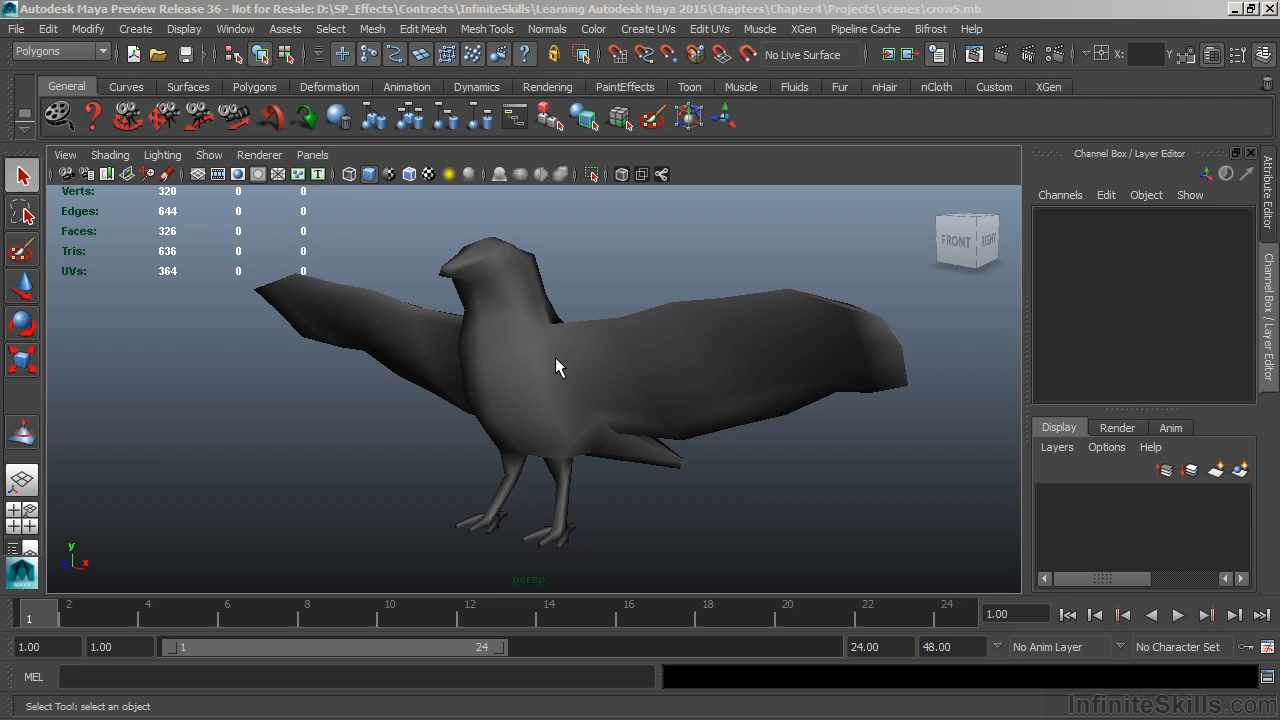 Autodesk Maya Preview Release 36 - Not for Resale: D:\SP_Effects\Contracts\InfiniteSkills\Learning Autodesk Maya 2015\Chapters\Chapter4\Projects\scenes\crow5.mb
File Edit Modify Create Display Window Assets Select Mesh Edit Mesh Mesh Tools Normals Color Create UVs Edit UVs Muscle XGen Pipeline Cache Bifrost Help
Polygons No Live Surface X: Y
General Curves Surfaces Polygons Deformation Animation Dynamics Rendering PaintEffects Toon Muscle Fluids Fur nHair nCloth Custom XGen
View Shading Lighting Show Renderer Panels
Channel Box / Layer Editor
Verts: 320 0 0
Edges: 644 0 0
Faces: 326 0 0
Tris: 636 0 0
UVs: 364 0 0
FRONT RIGHT
Channels Edit Object Show
Attribute Editor
Channel Box / Layer Editor
Display Render Anim
Layers Options Help
y
z x
persp
MAYA
1 2 4 6 8 10 12 14 16 18 20 22 24 1.00
1.00 1.00 1 24 24.00 48.00 No Anim Layer No Character Set
MEL
Select Tool: select an object
InfiniteSkills.com